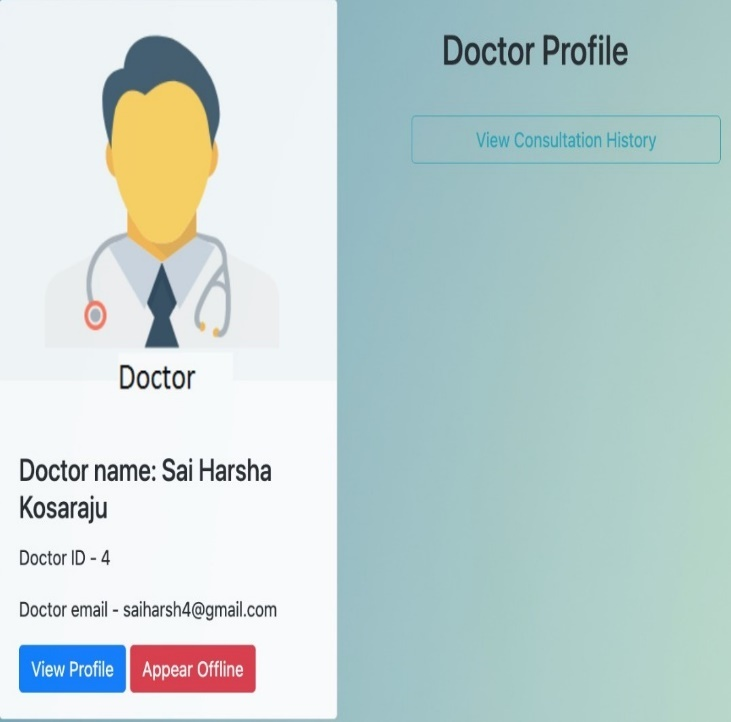 Doctor
Doctor name: Sai Harsha
Kosaraju
Doctor ID - 4
Doctor email - saiharsh4@gmail.com
View Profile
Appear Offline
Doctor Profile
View Consultation History